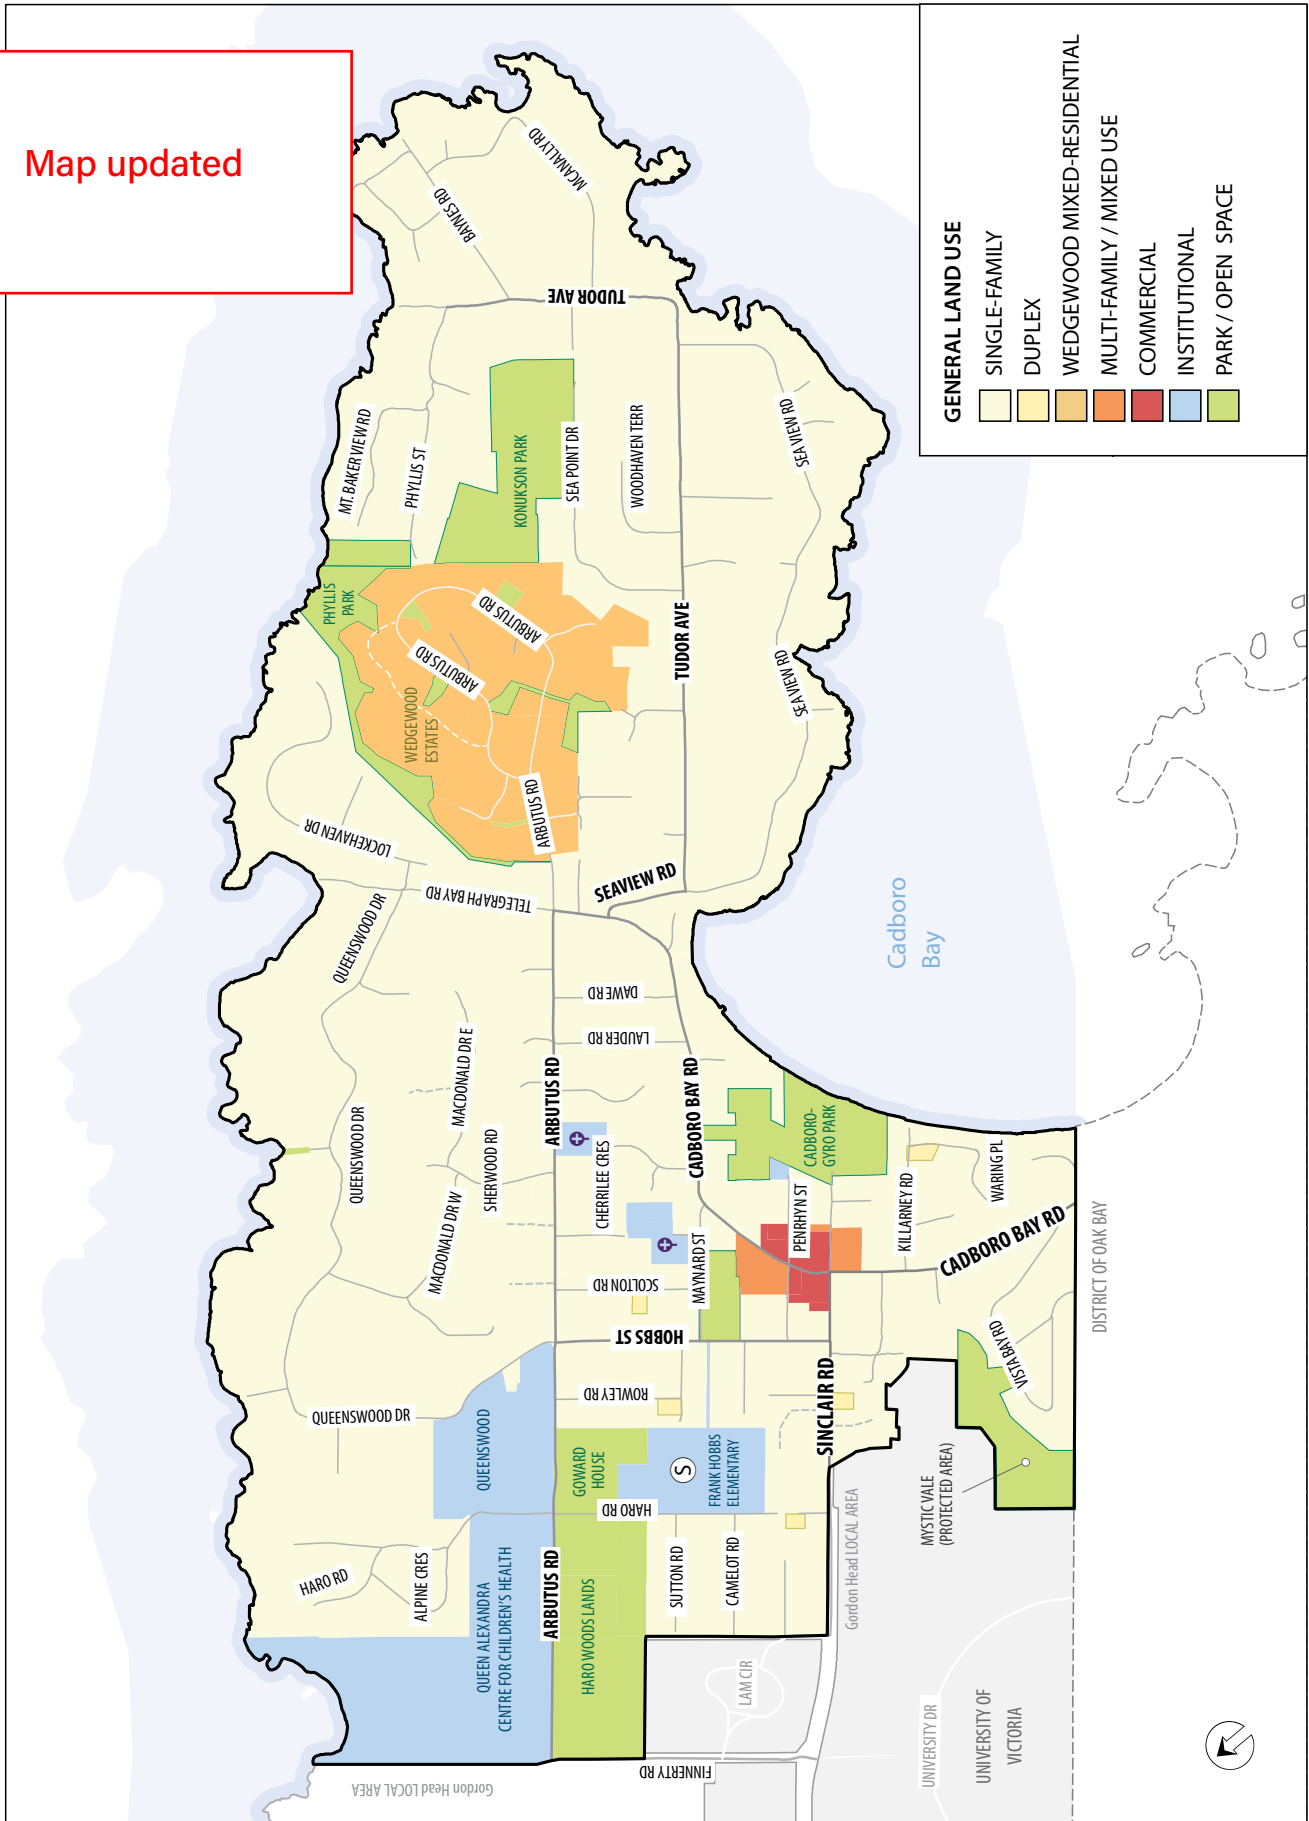 Map updated
GENERAL LAND USE
SINGLE-FAMILY
DUPLEX
WEDGEWOOD MIXED-RESIDENTIAL
MULTI-FAMILY / MIXED USE
COMMERCIAL
INSTITUTIONAL
PARK / OPEN SPACE
MCANALLY RD
BAYNES RD
TUDOR AVE
MT. BAKER VIEW RD
PHYLLIS ST
KONUKSON PARK
SEA POINT DR
WOODHAVEN TERR
SEA VIEW RD
PHYLLIS
PARK
ARBUTUS RD
ARBUTUS RD
WEDGEWOOD
ESTATES
TUDOR AVE
SEA VIEW RD
ARBUTUS RD
LOCKEHAVEN DR
TELEGRAPH BAY RD
SEAVIEW RD
QUEENSWOOD DR
Cadboro
Bay
DAWE RD
LAUDER RD
MACDONALD DR E
ARBUTUS RD
CADBORO BAY RD
QUEENSWOOD DR
SHERWOOD RD
CHERRILEE CRES
CADBORO-
GYRO PARK
WARING PL
MACDONALD DR W
PENRHYN ST
KILLARNEY RD
MAYNARD ST
SCOLTON RD
CADBORO BAY RD
DISTRICT OF OAK BAY
HOBBS ST
VISTA BAY RD
QUEENSWOOD DR
ROWLEY RD
SINCLAIR RD
QUEENSWOOD
GOWARD
HOUSE
S
FRANK HOBBS
ELEMENTARY
MYSTIC VALE
(PROTECTED AREA)
HARO RD
HARO RD
ALPINE CRES
SUTTON RD
CAMELOT RD
Gordon Head LOCAL AREA
QUEEN ALEXANDRA
CENTRE FOR CHILDREN'S HEALTH
ARBUTUS RD
HARO WOODS LANDS
LAM CIR
UNIVERSITY DR
UNIVERSITY OF
VICTORIA
FINNERTY RD
Gordon Head LOCAL AREA